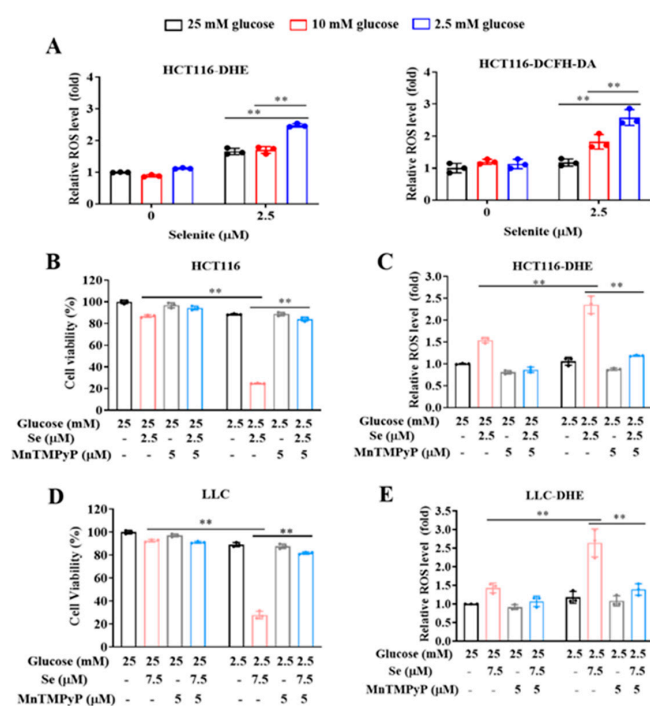 25 mM glucose 10 mM glucose 2.5 mM glucose
A
HCT116-DHE
Relative ROS level (fold)
4
3
2
1
0
0 2.5
Selenite (μM)
**
**
HCT116-DCFH-DA
Relative ROS level (fold)
4
3
2
1
0
0 2.5
Selenite (μM)
**
**
B
HCT116
Cell viability (%)
120
100
80
60
40
20
0
**
**
Glucose (mM) 25 25 25 25 2.5 2.5 2.5 2.5
Se (μM) - 2.5 - 2.5 - 2.5 - 2.5
MnTMPyP (μM) - - 5 5 - - 5 5
C
HCT116-DHE
Relative ROS level (fold)
3.0
2.5
2.0
1.5
1.0
0.5
0.0
**
**
25 25 25 25 2.5 2.5 2.5 2.5
- 2.5 - 2.5 - 2.5 - 2.5
- - 5 5 - - 5 5
D
LLC
Cell Viability (%)
120
100
80
60
40
20
0
**
**
Glucose (mM) 25 25 25 25 2.5 2.5 2.5 2.5
Se (μM) - 7.5 - 7.5 - 7.5 - 7.5
MnTMPyP (μM) - - 5 5 - - 5 5
E
LLC-DHE
Relative ROS level (fold)
3.5
3.0
2.5
2.0
1.5
1.0
0.5
0.0
**
**
Glucose (mM) 25 25 25 25 2.5 2.5 2.5 2.5
Se (μM) - 7.5 - 7.5 - 7.5 - 7.5
MnTMPyP (μM) - - 5 5 - - 5 5